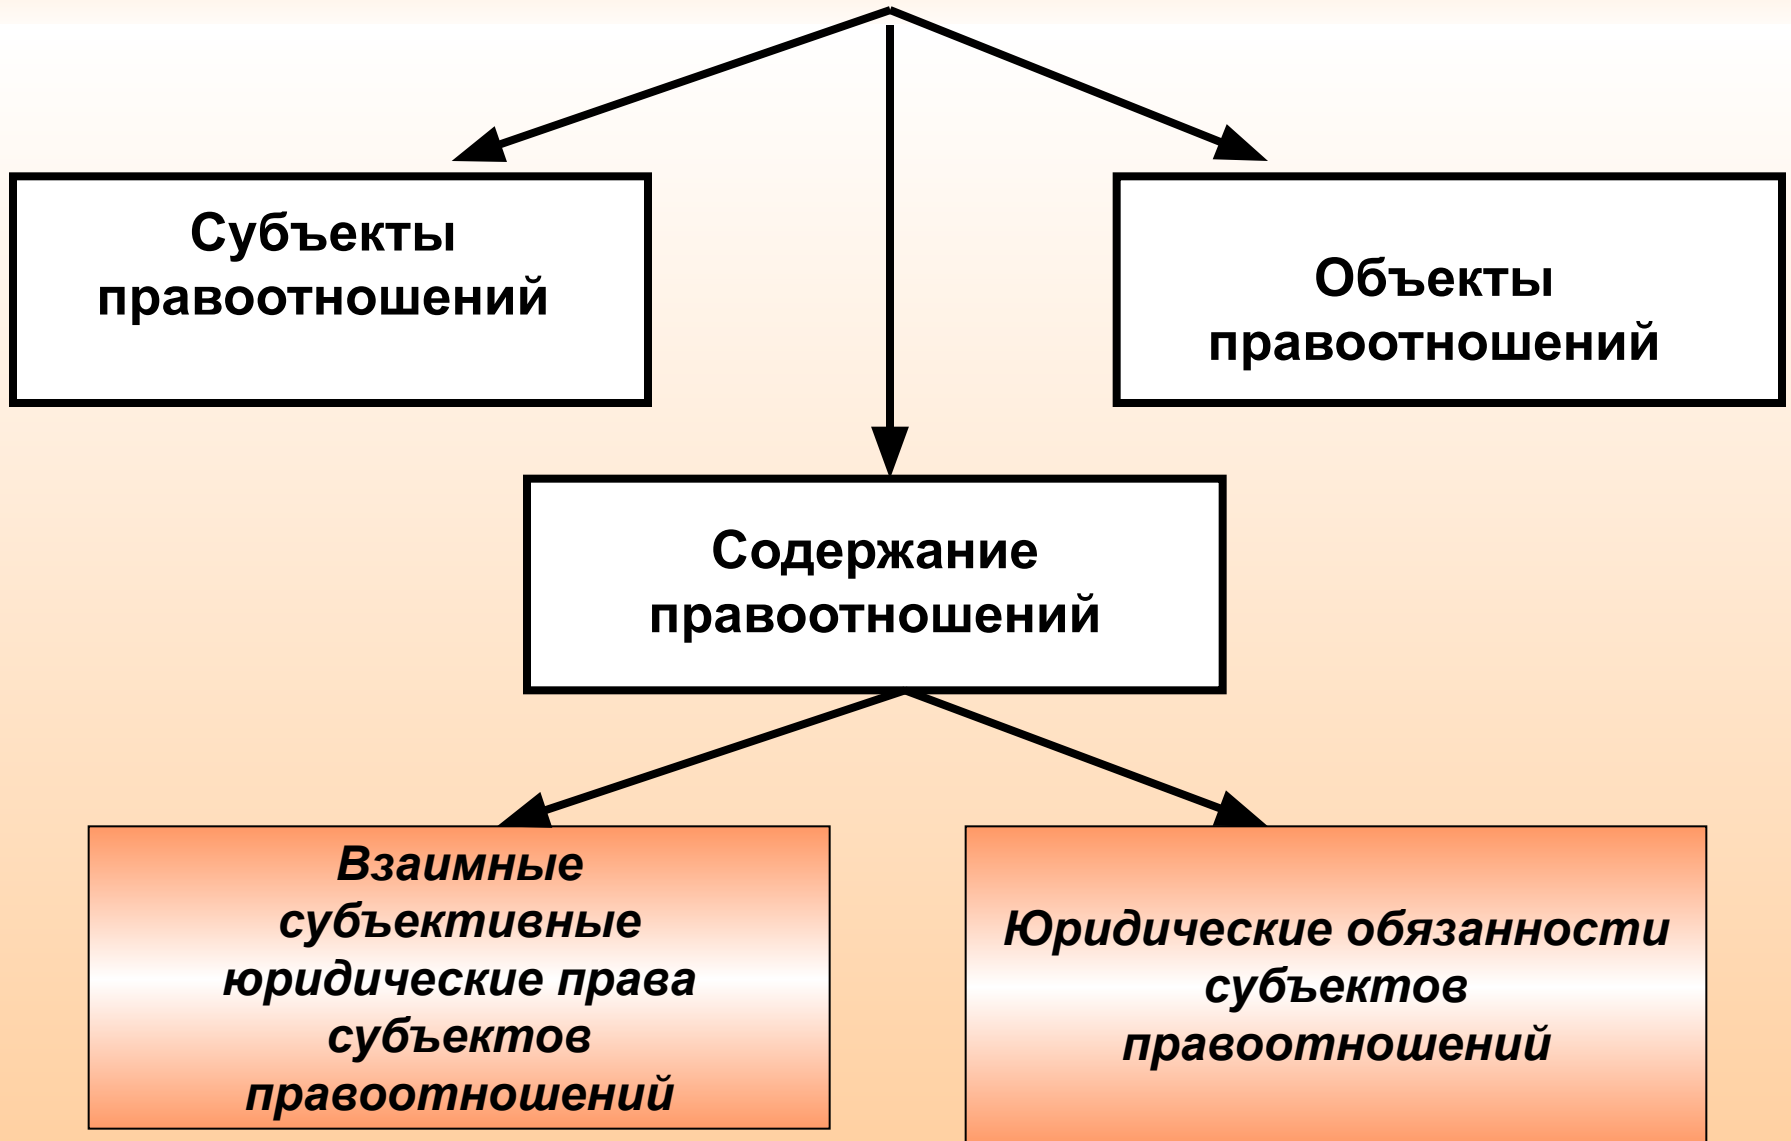 Субъекты
правоотношений
Объекты
правоотношений
Содержание
правоотношений
Взаимные
субъективные
юридические права
субъектов
правоотношений
Юридические обязанности
субъектов
правоотношений